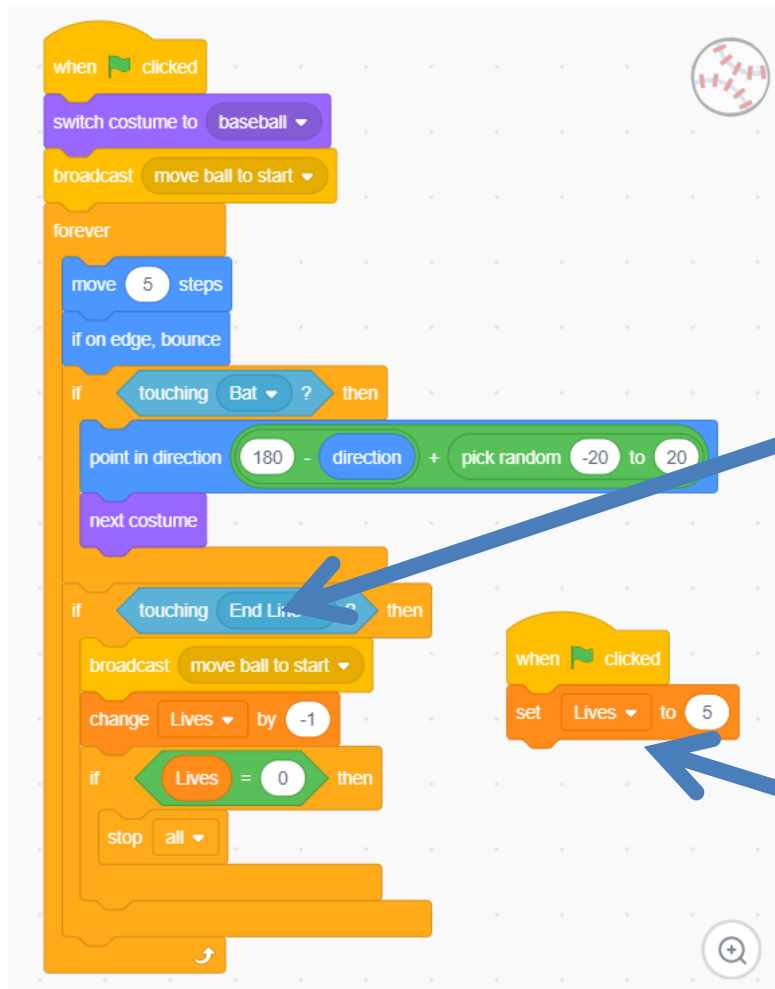 when clicked
switch costume to baseball
broadcast move ball to start
forever
move 5 steps
if on edge, bounce
if touching Bat ? then
point in direction 180 - direction + pick random -20 to 20
next costume
if touching End ? then
broadcast move ball to start
change Lives by -1
if Lives = 0 then
stop all
when clicked
set Lives to 5